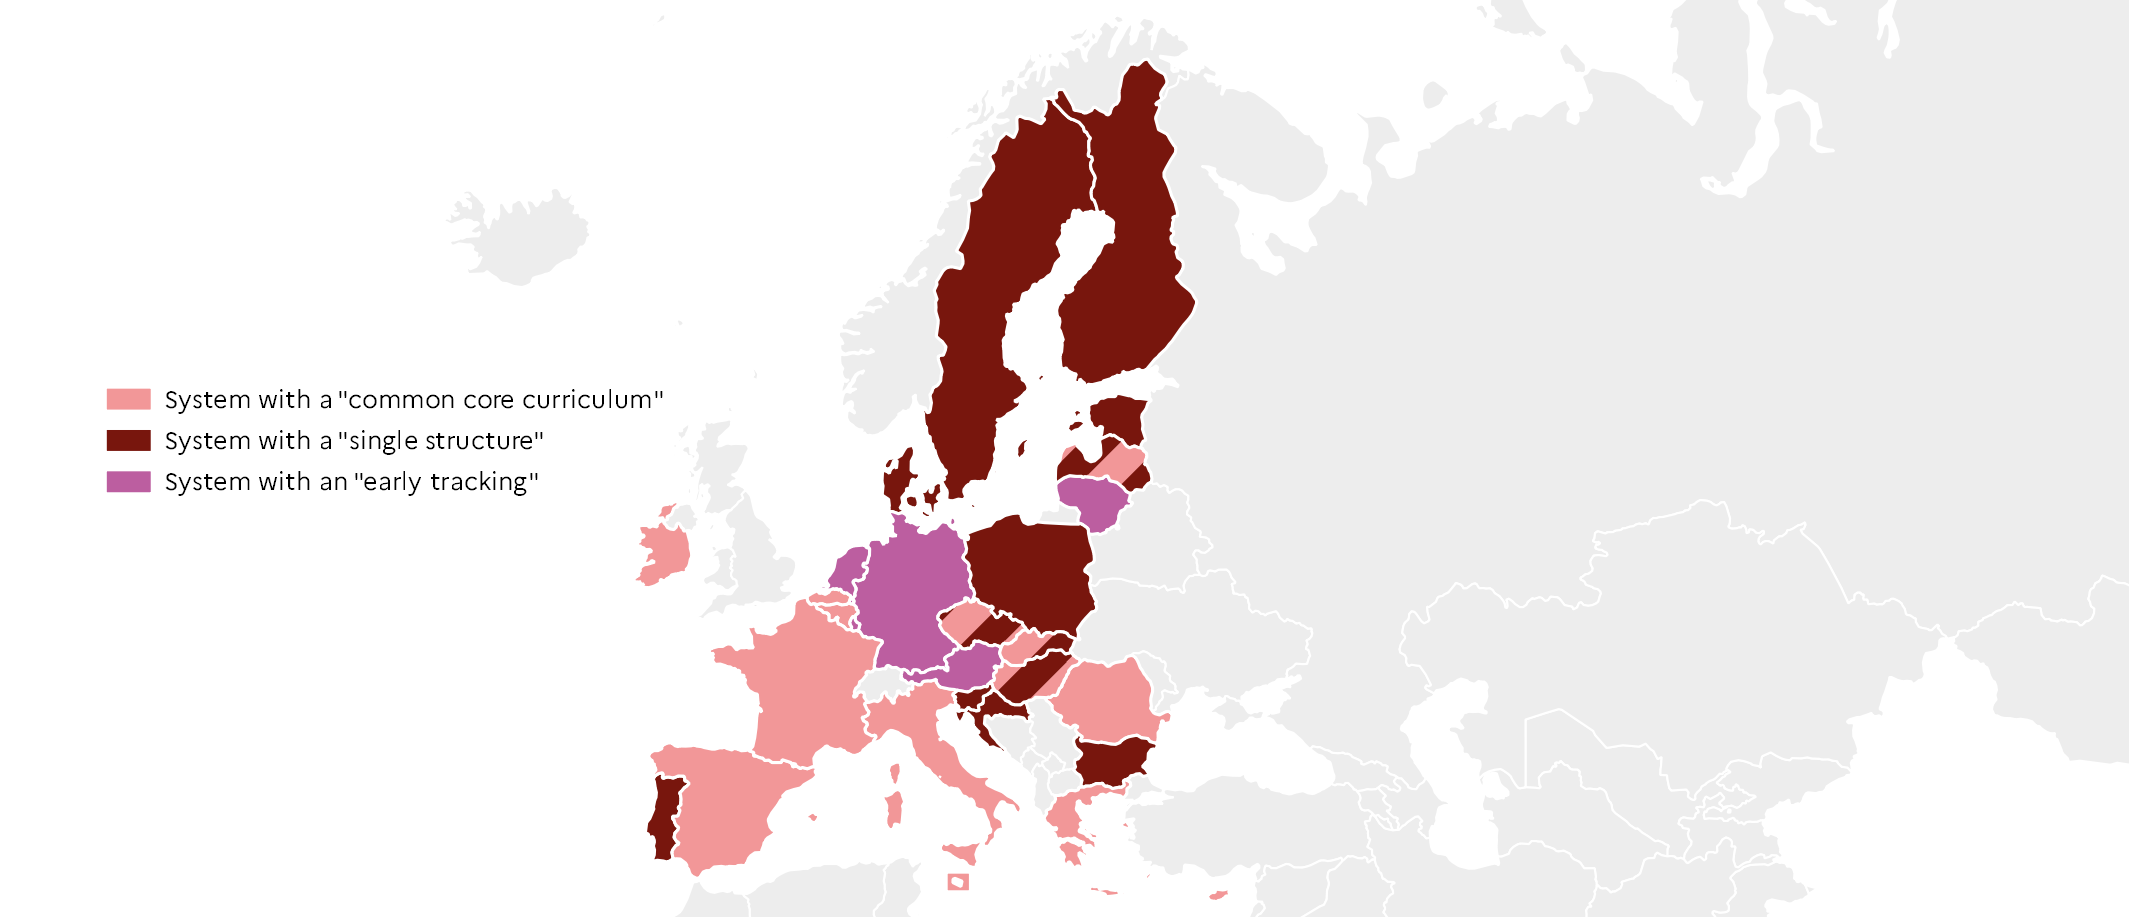 System with a "common core curriculum"
System with a "single structure"
System with an "early tracking"